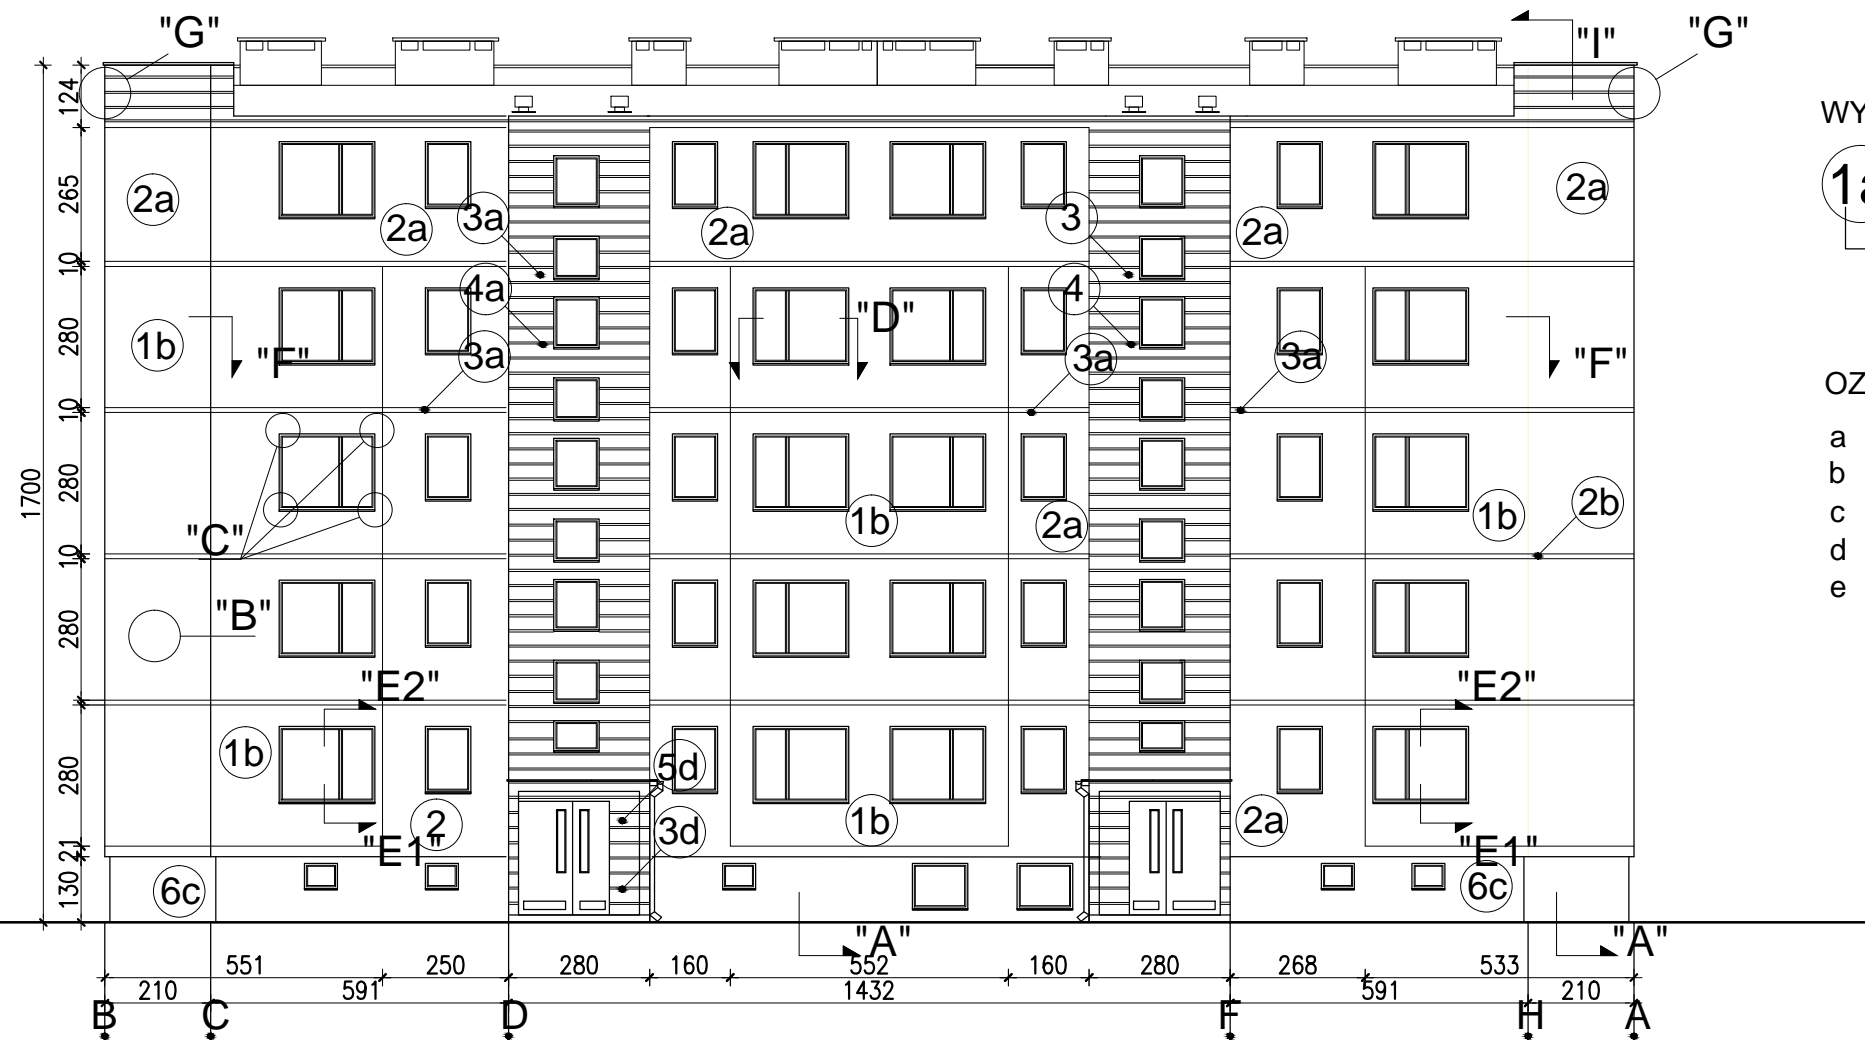 "G" "I" "G"
124
WY
1a
265
2a 2a 3a 2a 3 2a 2a
10
4a 4
280
1b "F" 3a "D" 3a 3a "F"
OZ
10
a
b
c
d
e
1700
280
"C" 1b 2a 1b 2b
10
280
"B"
"E2" "E2"
280
1b 5d
2 3d 1b 2a
"E1" "E1"
21
130
6c 6c
"A" "A"
551 250 280 160 552 160 280 268 533
210 591 1432 591 210
B C D F H A